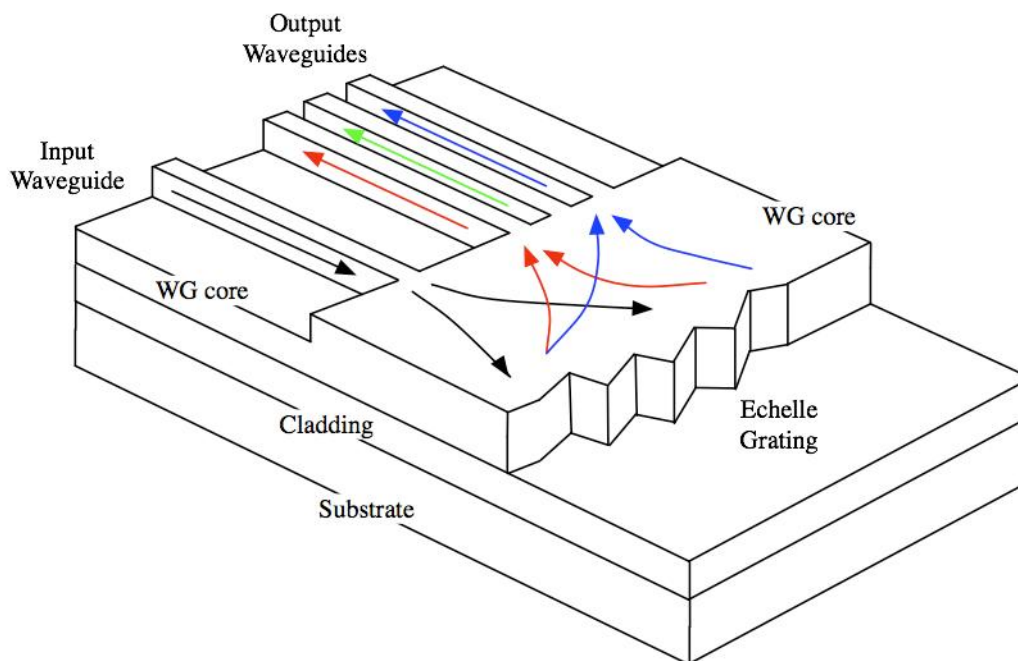 Output
Waveguides
Input
Waveguide
WG core
WG core
Cladding
Echelle
Grating
Substrate